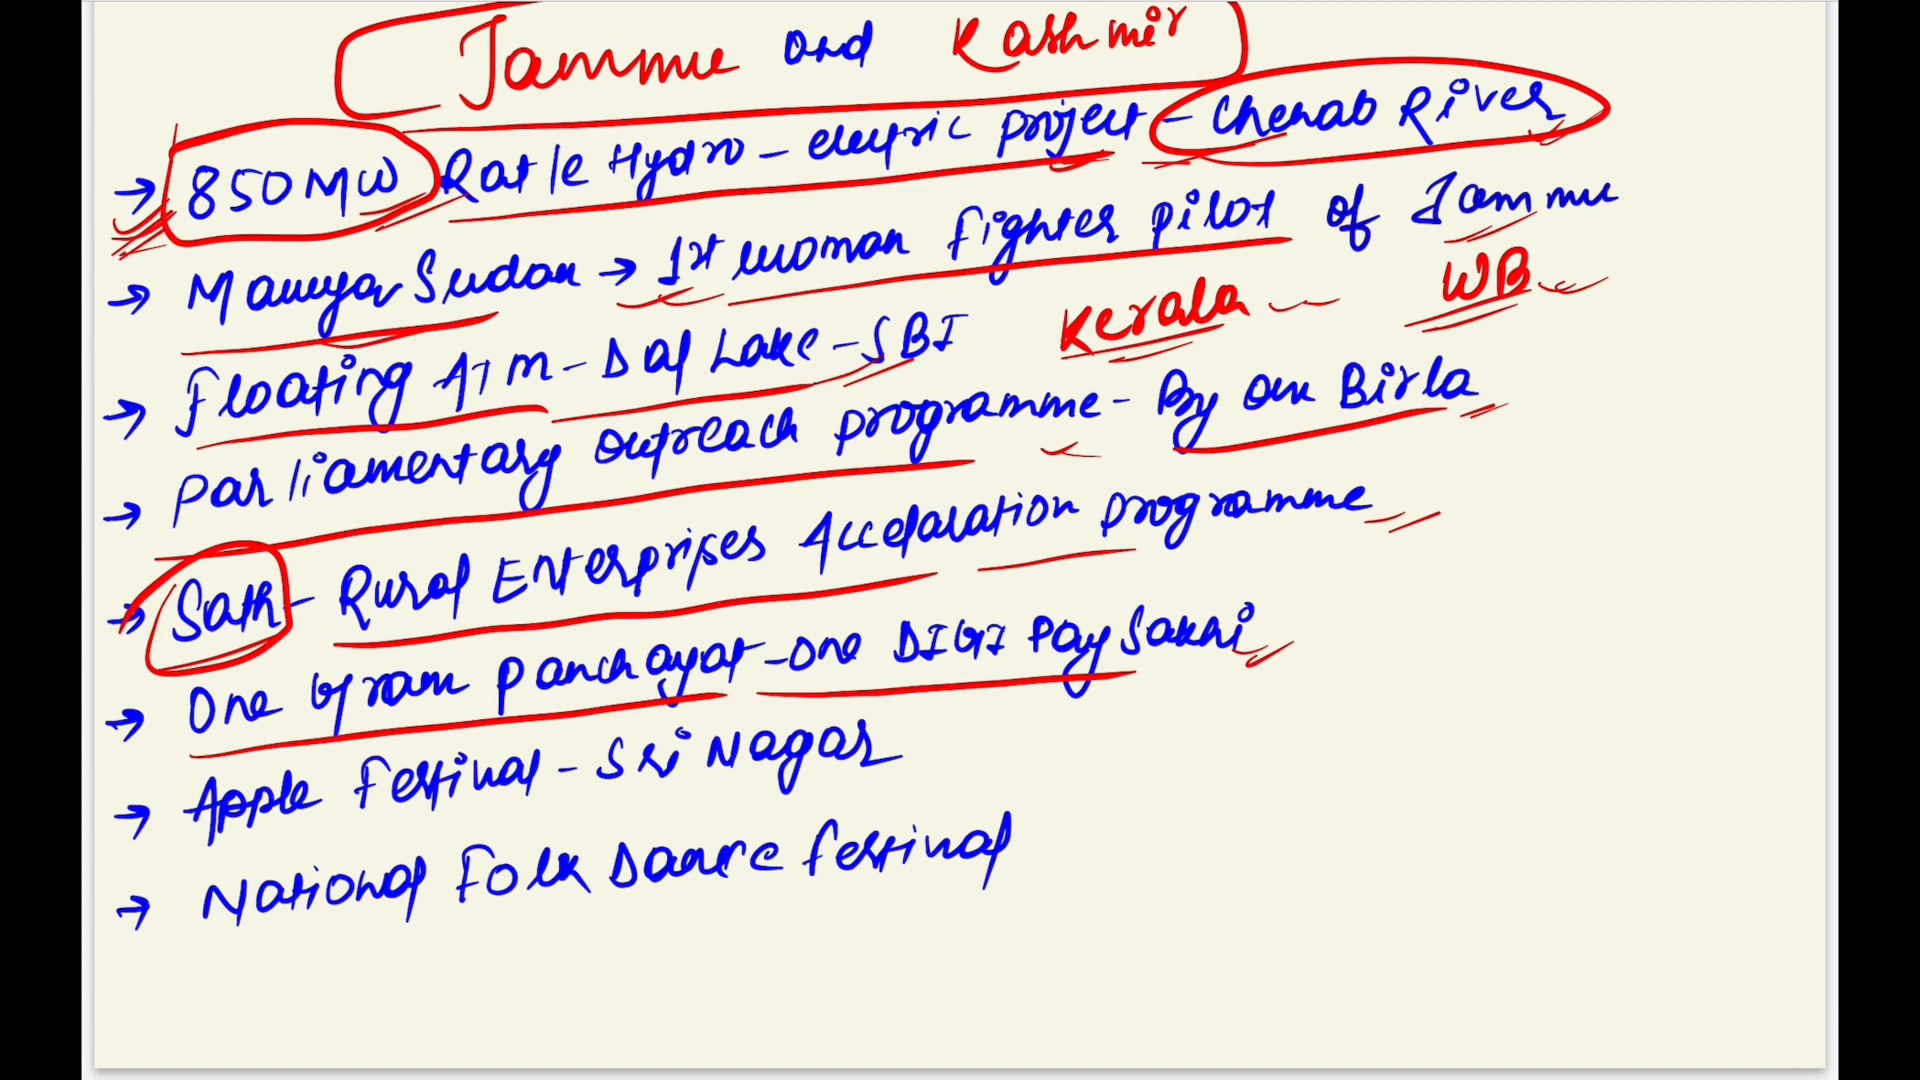 Jammu and Kashmir
→ 850MW Ratle Hydro-electric project - Chenab River
→ Mawya Sudan → 1st woman fighter pilot of Jammu
Kerala WB
→ Floating ATM - Dal Lake - SBI
→ Parliamentary outreach programme - By om Birla
→ Sath - Rural Enterprises Accelaration programme
→ One Gram Panchayat - one DIGI Pay Sakhi
→ Apple Festival - Sri Nagar
→ National Folk Dance festival